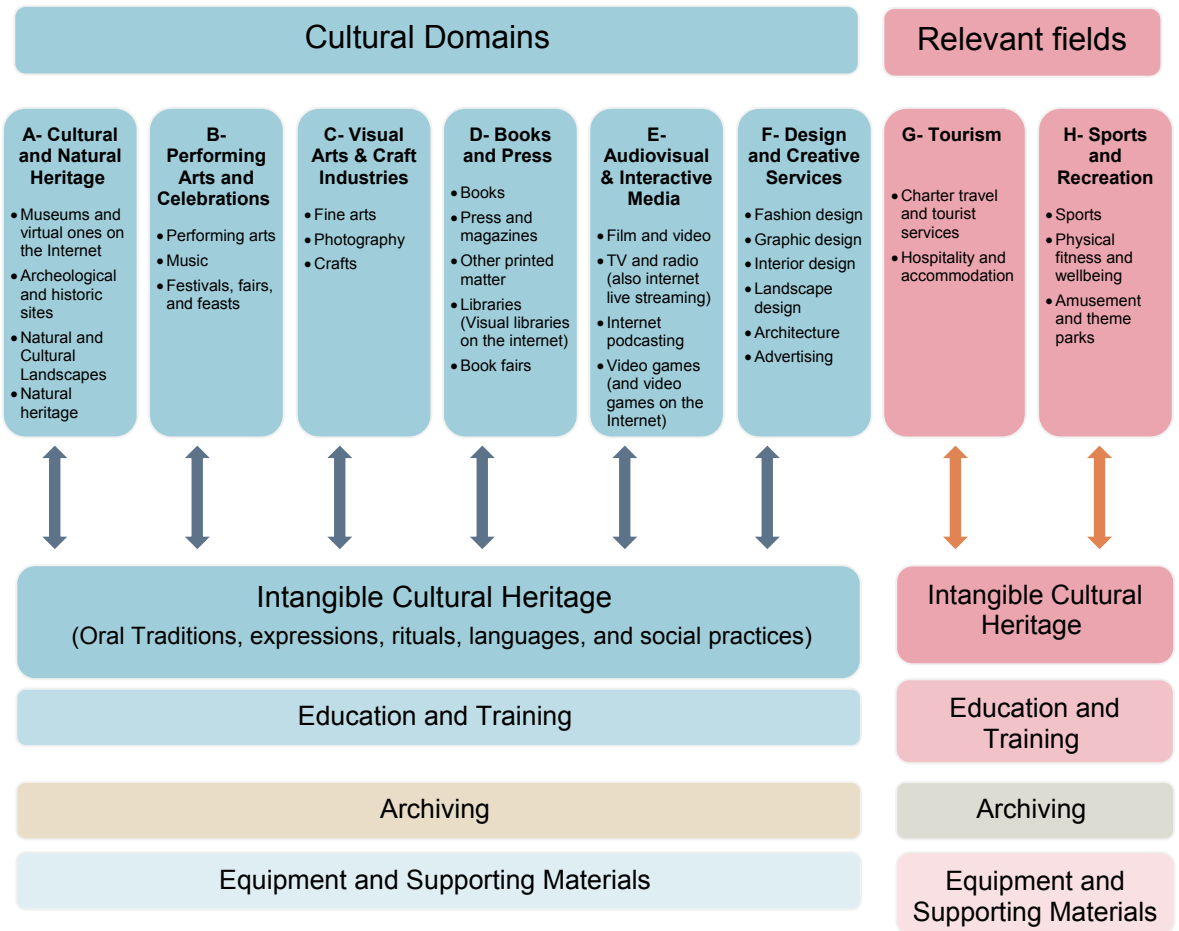 Cultural Domains
Relevant fields
A- Cultural
and Natural
Heritage
• Museums and
virtual ones on
the Internet
• Archeological
and historic
sites
• Natural and
Cultural
Landscapes
• Natural
heritage
B-
Performing
Arts and
Celebrations
• Performing arts
• Music
• Festivals, fairs,
and feasts
C- Visual
Arts & Craft
Industries
• Fine arts
• Photography
• Crafts
D- Books
and Press
• Books
• Press and
magazines
• Other printed
matter
• Libraries
(Visual libraries
on the internet)
• Book fairs
E-
Audiovisual
& Interactive
Media
• Film and video
• TV and radio
(also internet
live streaming)
• Internet
podcasting
• Video games
(and video
games on the
Internet)
F- Design
and Creative
Services
• Fashion design
• Graphic design
• Interior design
• Landscape
design
• Architecture
• Advertising
G- Tourism
• Charter travel
and tourist
services
• Hospitality and
accommodation
H- Sports
and
Recreation
• Sports
• Physical
fitness and
wellbeing
• Amusement
and theme
parks
Intangible Cultural Heritage
(Oral Traditions, expressions, rituals, languages, and social practices)
Intangible Cultural
Heritage
Education and Training
Education and
Training
Archiving
Archiving
Equipment and Supporting Materials
Equipment and
Supporting Materials